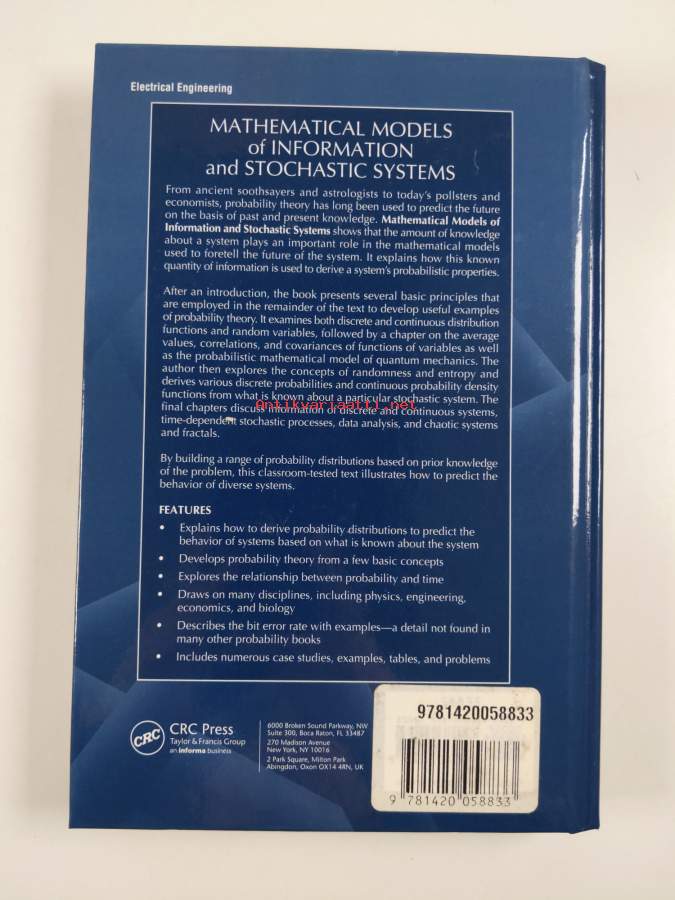 Electrical Engineering
MATHEMATICAL MODELS
of INFORMATION
and STOCHASTIC SYSTEMS
From ancient soothsayers and astrologists to today's pollsters and
economists, probability theory has long been used to predict the future
on the basis of past and present knowledge. Mathematical Models of
Information and Stochastic Systems shows that the amount of knowledge
about a system plays an important role in the mathematical models
used to foretell the future of the system. It explains how this known
quantity of information is used to derive a system's probabilistic properties.
After an introduction, the book presents several basic principles that
are employed in the remainder of the text to develop useful examples
of probability theory. It examines both discrete and continuous distribution
functions and random variables, followed by a chapter on the average
values, correlations, and covariances of functions of variables as well
as the probabilistic mathematical model of quantum mechanics. The
author then explores the concepts of randomness and entropy and
derives various discrete probabilities and continuous probability density
functions from what is known about a particular stochastic system. The
final chapters discuss information of discrete and continuous systems,
time-dependent stochastic processes, data analysis, and chaotic systems
and fractals.
Antikvariaatti.net
By building a range of probability distributions based on prior knowledge
of the problem, this classroom-tested text illustrates how to predict the
behavior of diverse systems.
FEATURES
• Explains how to derive probability distributions to predict the
behavior of systems based on what is known about the system
• Develops probability theory from a few basic concepts
• Explores the relationship between probability and time
• Draws on many disciplines, including physics, engineering,
economics, and biology
• Describes the bit error rate with examples—a detail not found in
many other probability books
• Includes numerous case studies, examples, tables, and problems
CRC
CRC Press
Taylor & Francis Group
an informa business
6000 Broken Sound Parkway, NW
Suite 300, Boca Raton, FL 33487
270 Madison Avenue
New York, NY 10016
2 Park Square, Milton Park
Abingdon, Oxon OX14 4RN, UK
9781420058833
9 781420 058833